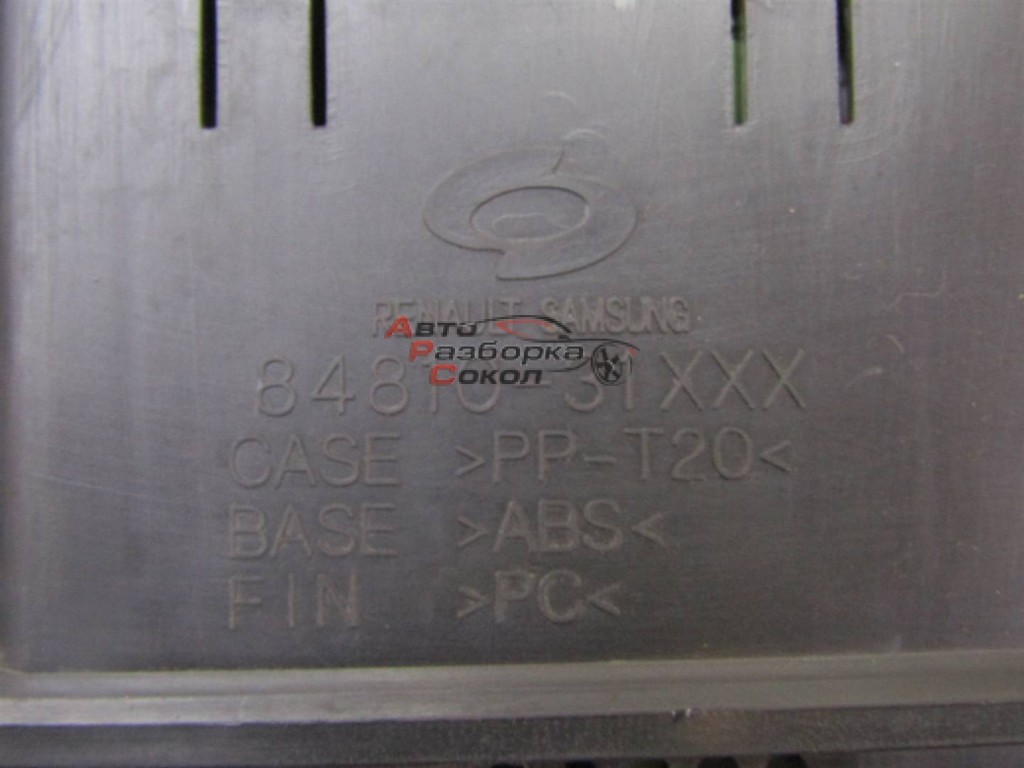 RENAULT SAMSUNG
Авто
Разборка
Сокол
84810-31XXX
CASE >PP-T20<
BASE >ABS<
FIN >PC<